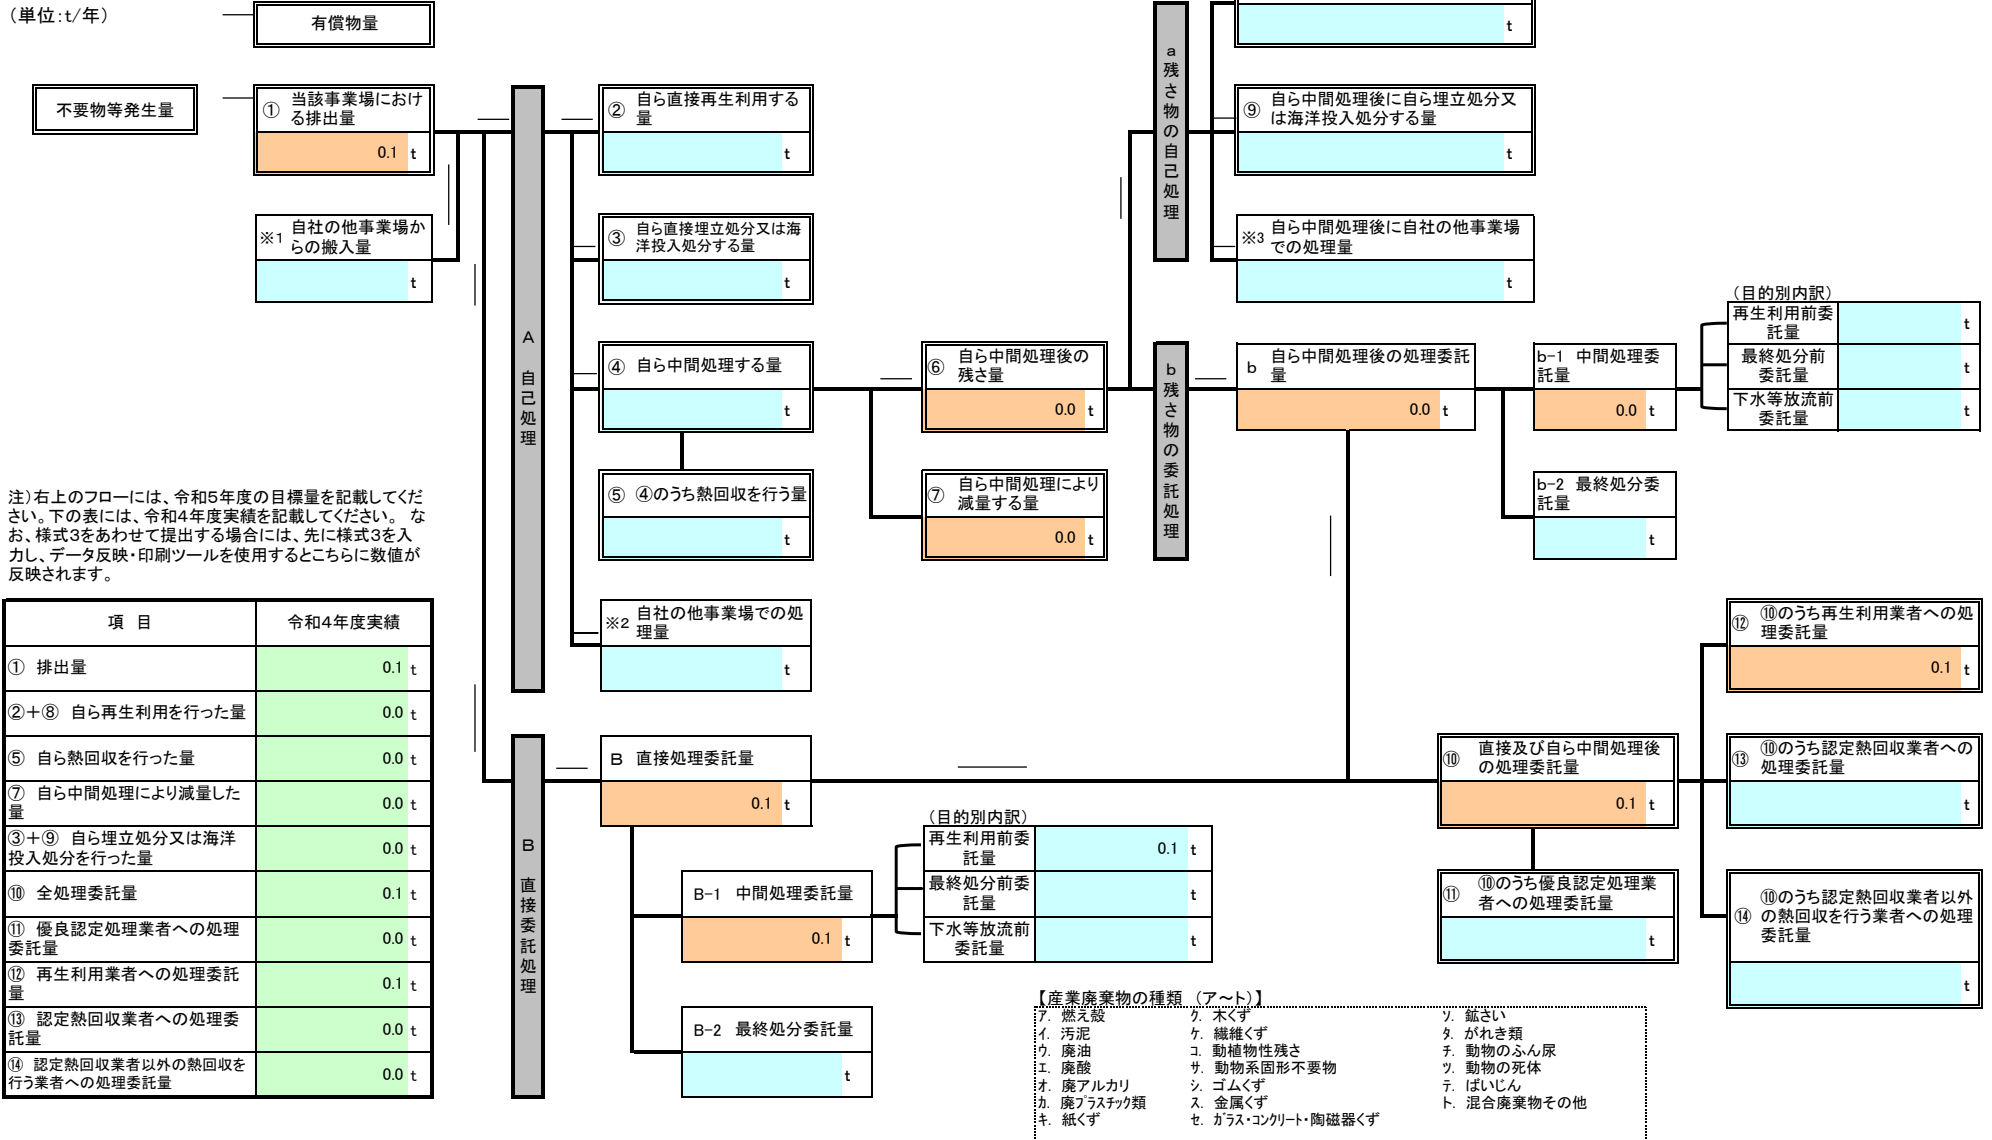 (単位:t/年)
有償物量
不要物等発生量
① 当該事業場におけ
る排出量
0.1 t
※1 自社の他事業場か
らの搬入量
t
A 自己処理
② 自ら直接再生利用する
量
t
③ 自ら直接埋立処分又は海
洋投入処分する量
t
④ 自ら中間処理する量
t
⑤ ④のうち熱回収を行う量
t
※2 自社の他事業場での処
理量
t
⑥ 自ら中間処理後の
残さ量
0.0 t
⑦ 自ら中間処理により
減量する量
0.0 t
a 残さ物の自己処理
t
⑨ 自ら中間処理後に自ら埋立処分又
は海洋投入処分する量
t
※3 自ら中間処理後に自社の他事業場
での処理量
t
b 残さ物の委託処理
b 自ら中間処理後の処理委託
量
0.0 t
b-1 中間処理委
託量
0.0 t
b-2 最終処分委
託量
t
(目的別内訳)
再生利用前委
託量
t
最終処分前
委託量
t
下水等放流前
委託量
t
注)右上のフローには、令和5年度の目標量を記載してくだ
さい。下の表には、令和4年度実績を記載してください。 な
お、様式3をあわせて提出する場合には、先に様式3を入
力し、データ反映・印刷ツールを使用するとこちらに数値が
反映されます。
項 目 令和4年度実績
① 排出量 0.1 t
②+⑧ 自ら再生利用を行った量 0.0 t
⑤ 自ら熱回収を行った量 0.0 t
⑦ 自ら中間処理により減量した
量 0.0 t
③+⑨ 自ら埋立処分又は海洋
投入処分を行った量 0.0 t
⑩ 全処理委託量 0.1 t
⑪ 優良認定処理業者への処理
委託量 0.0 t
⑫ 再生利用業者への処理委託
量 0.1 t
⑬ 認定熱回収業者への処理委
託量 0.0 t
⑭ 認定熱回収業者以外の熱回収を
行う業者への処理委託量 0.0 t
B 直接委託処理
B 直接処理委託量
0.1 t
B-1 中間処理委託量
0.1 t
B-2 最終処分委託量
t
(目的別内訳)
再生利用前委
託量
0.1 t
最終処分前委
託量
t
下水等放流前
委託量
t
⑩ 直接及び自ら中間処理後
の処理委託量
0.1 t
⑪ ⑩のうち優良認定処理業
者への処理委託量
t
⑫ ⑩のうち再生利用業者への処
理委託量
0.1 t
⑬ ⑩のうち認定熱回収業者への
処理委託量
t
⑭ ⑩のうち認定熱回収業者以外
の熱回収を行う業者への処理
委託量
t
【産業廃棄物の種類 (ア~ト)】
ア. 燃え殻 ク. 木くず ソ. 鉱さい
イ. 汚泥 ケ. 繊維くず タ. がれき類
ウ. 廃油 コ. 動植物性残さ チ. 動物のふん尿
エ. 廃酸 サ. 動物系固形不要物 ツ. 動物の死体
オ. 廃アルカリ シ. ゴムくず テ. ばいじん
カ. 廃プラスチック類 ス. 金属くず ト. 混合廃棄物その他
キ. 紙くず セ. ガラス・コンクリート・陶磁器くず